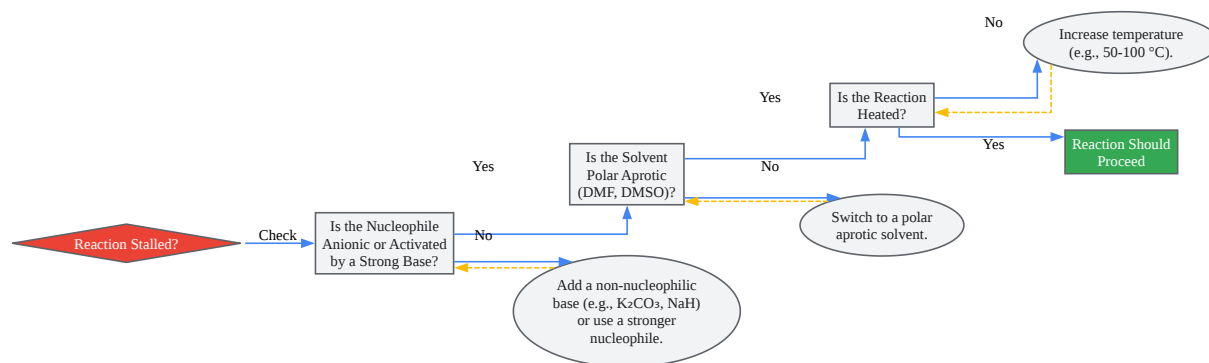 Reaction Stalled?
Check
Is the Nucleophile
Anionic or Activated
by a Strong Base?
Yes
No
Add a non-nucleophilic
base (e.g., K₂CO₃, NaH)
or use a stronger
nucleophile.
Is the Solvent
Polar Aprotic
(DMF, DMSO)?
Yes
No
Switch to a polar
aprotic solvent.
Is the Reaction
Heated?
No
Increase temperature
(e.g., 50-100 °C).
Yes
Reaction Should
Proceed